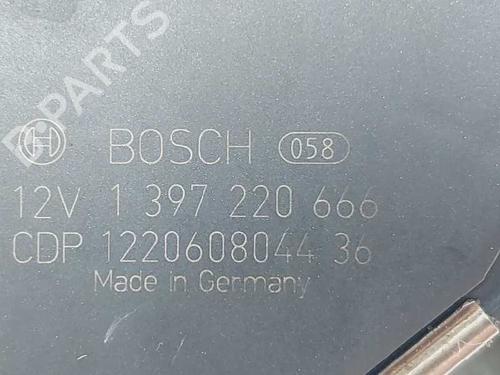 B-PARTS
BOSCH 058
12V 1 397 220 666
CDP 1220608044 36
Made in Germany